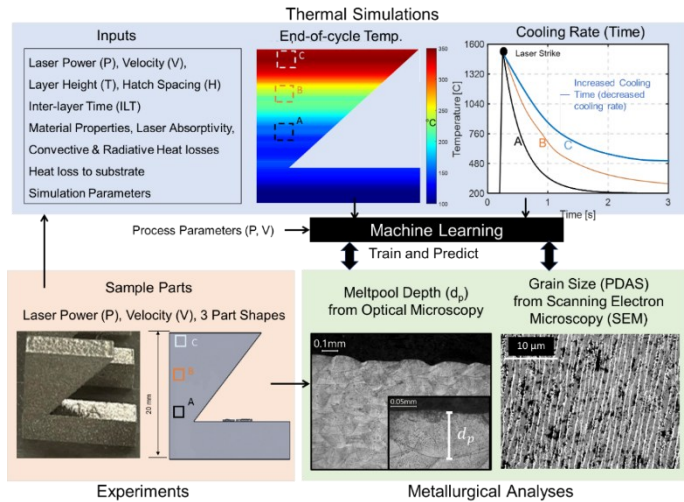 Thermal Simulations
Inputs
Laser Power (P), Velocity (V),
Layer Height (T), Hatch Spacing (H)
Inter-layer Time (ILT)
Material Properties, Laser Absorptivity,
Convective & Radiative Heat losses
Heat loss to substrate
Simulation Parameters
End-of-cycle Temp.
C
B
A
350
300
250
°C
200
150
100
Cooling Rate (Time)
Laser Strike
Increased Cooling
Time (decreased
cooling rate)
Temperature [C]
1600
1440
1160
760
480
200
A
B
C
0
1
2
3
Time [s]
Process Parameters (P, V)
Machine Learning
Train and Predict
Sample Parts
Laser Power (P), Velocity (V), 3 Part Shapes
A
20 mm
C
B
A
Experiments
Meltpool Depth (dp)
from Optical Microscopy
0.1mm
0.05mm
dp
Grain Size (PDAS)
from Scanning Electron
Microscopy (SEM)
10 µm
Metallurgical Analyses